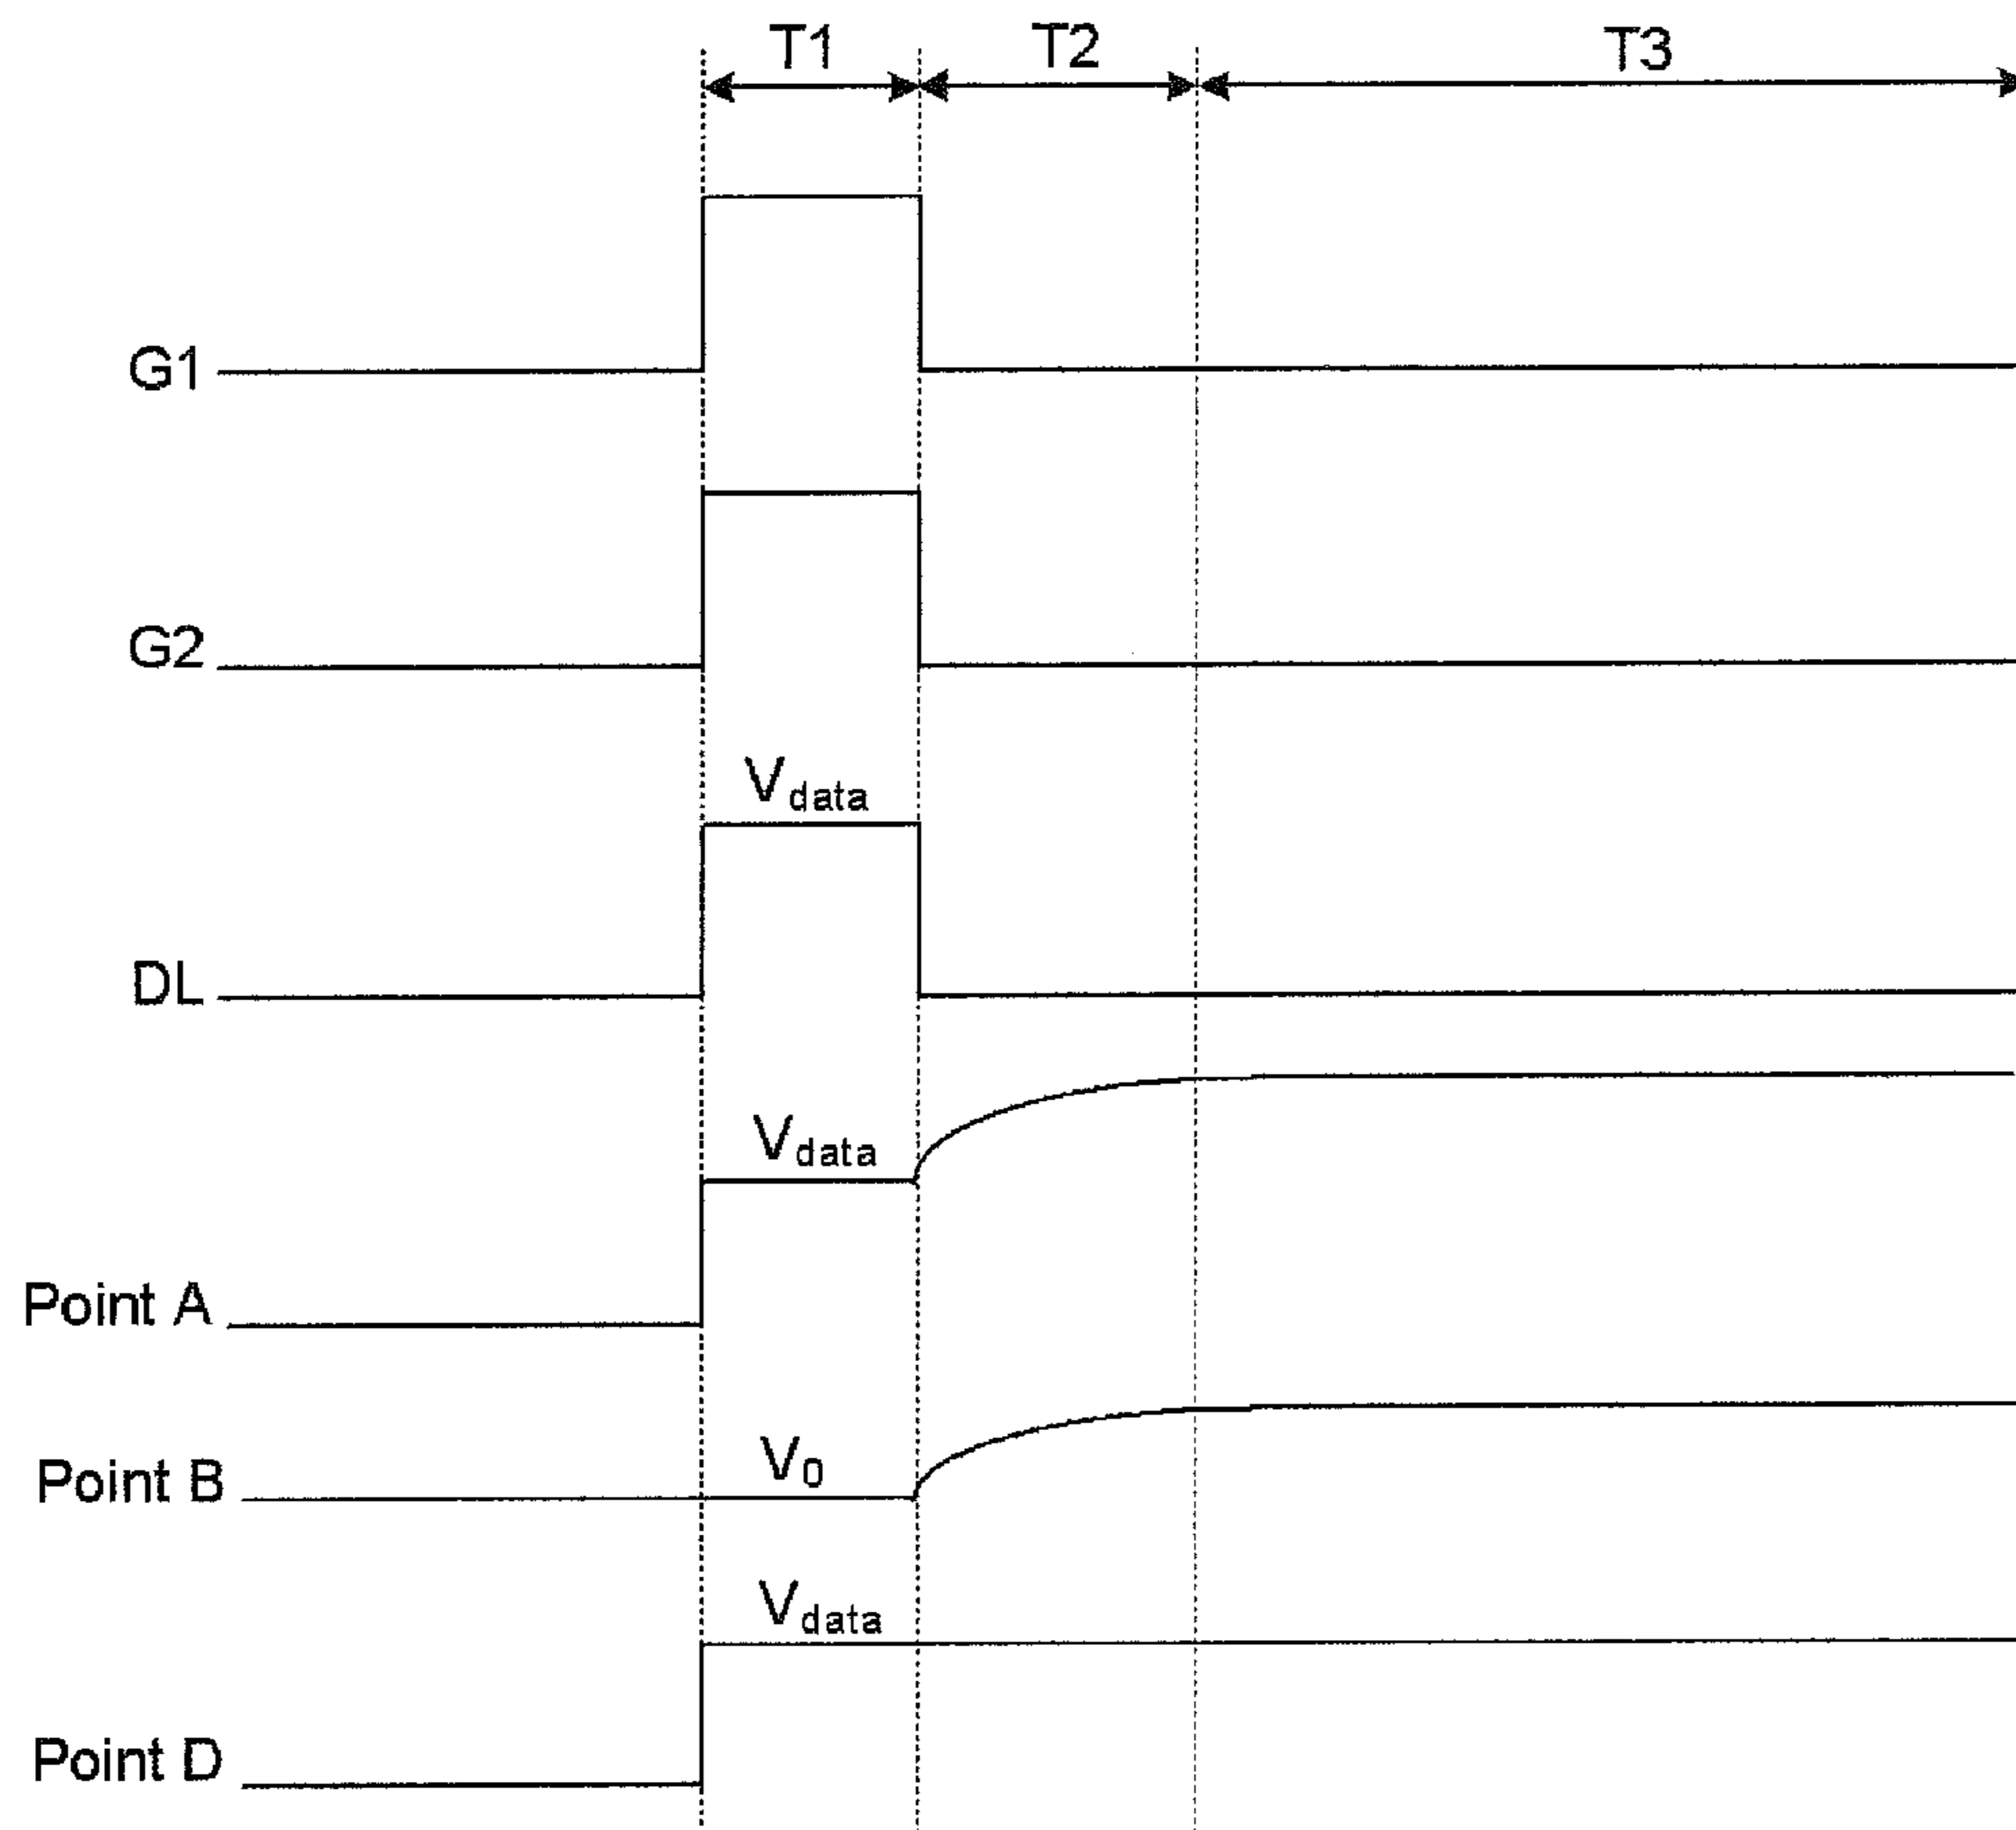 T1 T2 T3
G1
G2
Vdata
DL
Vdata
Point A
V0
Point B
Vdata
Point D